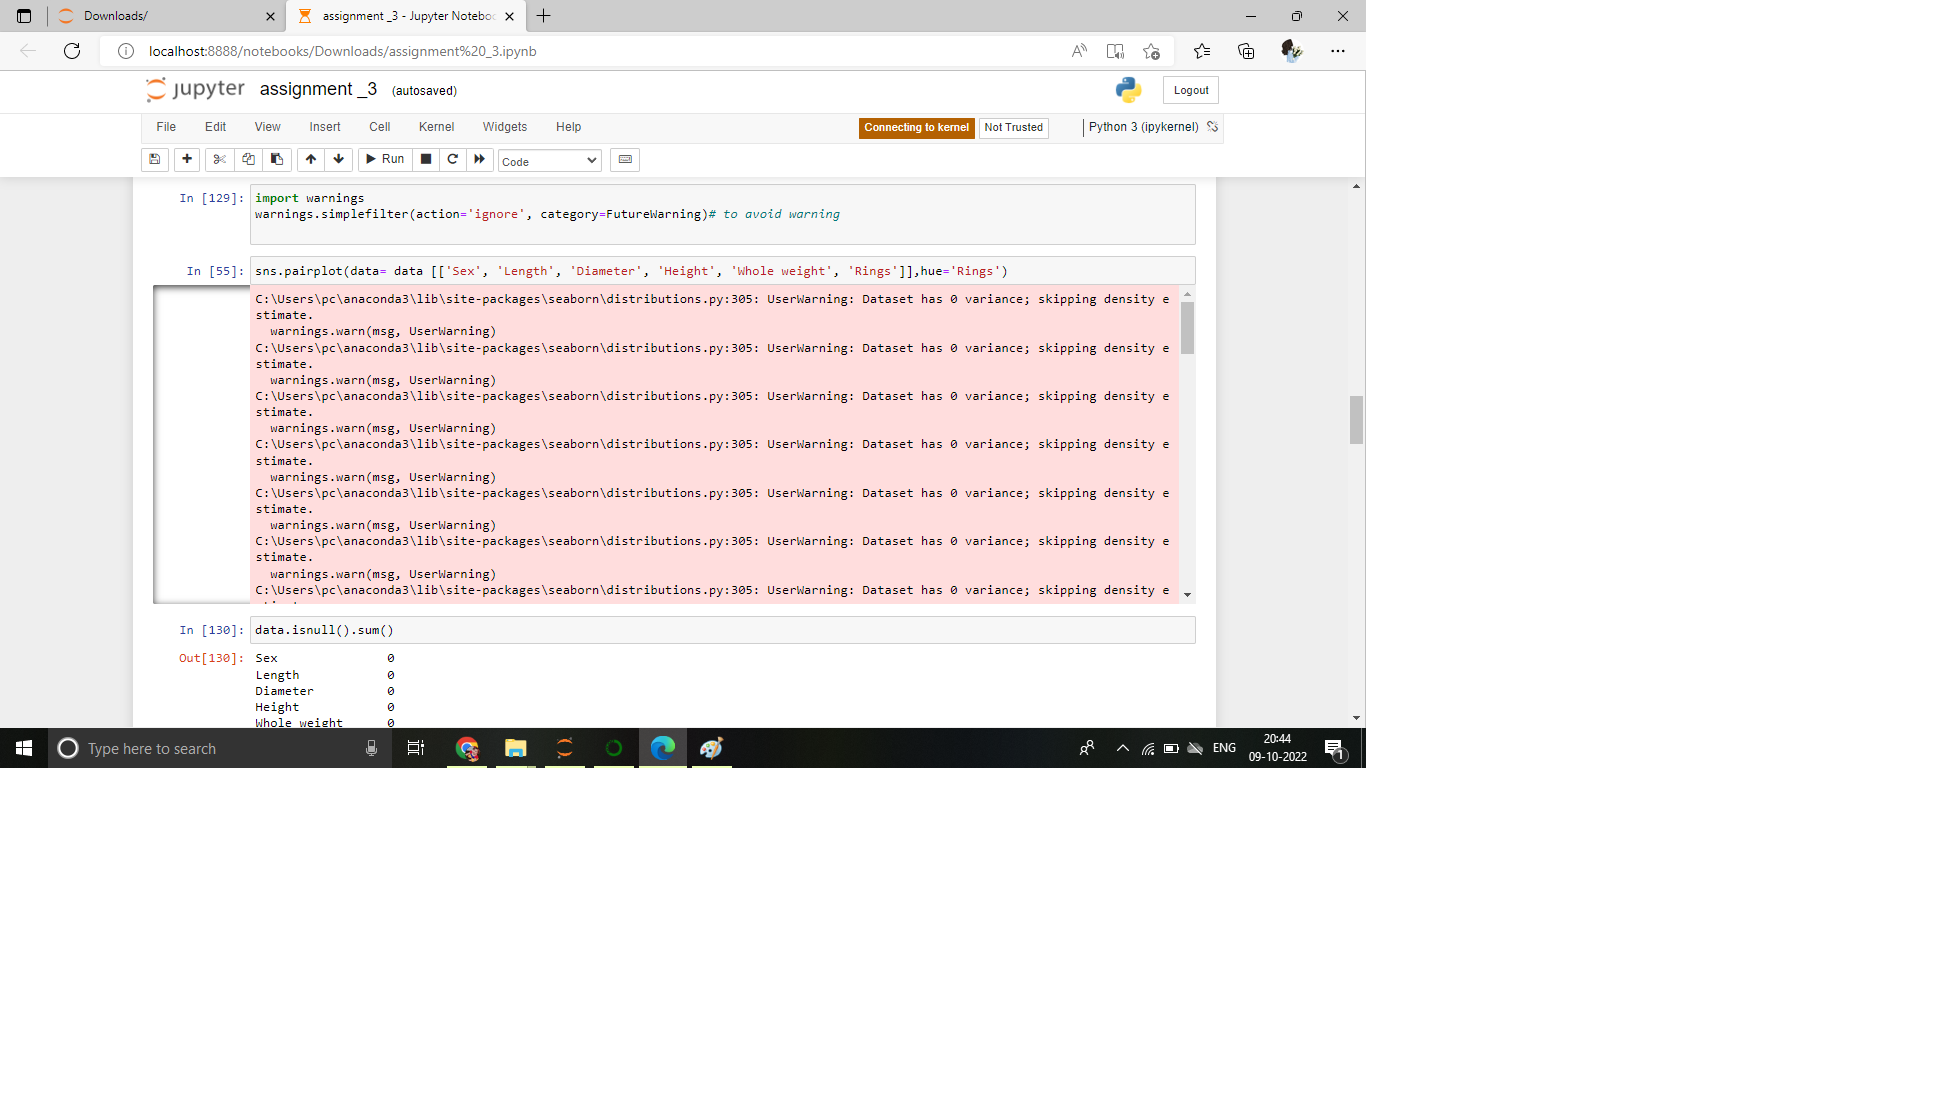 Downloads/
assignment _3 - Jupyter Noteboo
localhost:8888/notebooks/Downloads/assignment%20_3.ipynb
jupyter assignment _3 (autosaved)
Logout
File Edit View Insert Cell Kernel Widgets Help
Connecting to kernel Not Trusted Python 3 (ipykernel)
Run Code
In [129]: import warnings
warnings.simplefilter(action='ignore', category=FutureWarning)# to avoid warning
In [55]: sns.pairplot(data= data [['Sex', 'Length', 'Diameter', 'Height', 'Whole weight', 'Rings']],hue='Rings')
C:\Users\pc\anaconda3\lib\site-packages\seaborn\distributions.py:305: UserWarning: Dataset has 0 variance; skipping density e
stimate.
warnings.warn(msg, UserWarning)
C:\Users\pc\anaconda3\lib\site-packages\seaborn\distributions.py:305: UserWarning: Dataset has 0 variance; skipping density e
stimate.
warnings.warn(msg, UserWarning)
C:\Users\pc\anaconda3\lib\site-packages\seaborn\distributions.py:305: UserWarning: Dataset has 0 variance; skipping density e
stimate.
warnings.warn(msg, UserWarning)
C:\Users\pc\anaconda3\lib\site-packages\seaborn\distributions.py:305: UserWarning: Dataset has 0 variance; skipping density e
stimate.
warnings.warn(msg, UserWarning)
C:\Users\pc\anaconda3\lib\site-packages\seaborn\distributions.py:305: UserWarning: Dataset has 0 variance; skipping density e
stimate.
warnings.warn(msg, UserWarning)
C:\Users\pc\anaconda3\lib\site-packages\seaborn\distributions.py:305: UserWarning: Dataset has 0 variance; skipping density e
stimate.
warnings.warn(msg, UserWarning)
C:\Users\pc\anaconda3\lib\site-packages\seaborn\distributions.py:305: UserWarning: Dataset has 0 variance; skipping density e
In [130]: data.isnull().sum()
Out[130]: Sex 0
Length 0
Diameter 0
Height 0
Whole weight 0
Type here to search
ENG
20:44
09-10-2022
1